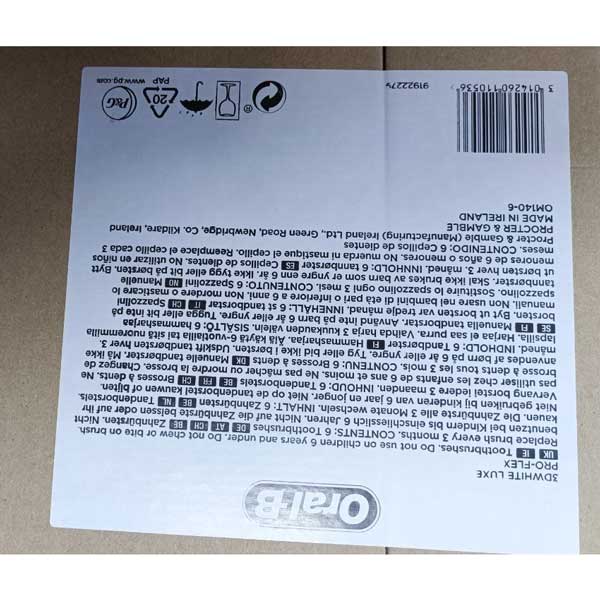 Oral-B
3DWHITE LUXE
PRO-FLEX
UK IE Toothbrushes. Do not use on children 6 years and under. Do not chew or bite on brush.
Replace brush every 3 months. CONTENTS: 6 Toothbrushes DE AT CH BE Zahnbürsten. Nicht
benutzen bei Kindern bis einschliesslich 6 Jahren. Nicht auf die Zahnbürste beissen oder auf ihr
kauen. Die Zahnbürste alle 3 Monate wechseln. INHALT: 6 Zahnbürsten BE NL Tandenborstels.
Niet gebruiken bij kinderen van 6 jaar en jonger. Niet op de tandenborstel kauwen of bijten.
Vervang borstel iedere 3 maanden. INHOUD: 6 Tandenborstels BE FR CH Brosses à dents. Ne
pas utiliser chez les enfants de 6 ans et moins. Ne pas mâcher ou mordre la brosse. Changez de
brosse à dents tous les 3 mois. CONTENU: 6 Brosses à dents DK Manuelle tandbørster. Må ikke
anvendes af børn på 6 år eller yngre. Tyg eller bid ikke i børsten. Udskift tandbørsten hver 3.
måned. INDHOLD: 6 Tandbørster FI Hammasharjaa. Älä käytä 6-vuotiailla tai sitä nuoremmilla
lapsilla. Harjaa ei saa purra. Vaihda harja 3 kuukauden välein. SISÄLTÖ: 6 hammasharjaa
SE FI Manuella tandborstar. Använd inte på barn 6 år eller yngre. Tugga eller bit inte på
borsten. Byt ut borsten var tredje månad. INNEHÅLL: 6 st tandborstar IT CH Spazzolini
manual. Non usare nei bambini di età pari o inferiore a 6 anni. Non mordere o masticare lo
spazzolino. Sostituire lo spazzolino ogni 3 mesi. CONTENUTO: 6 Spazzolini NO Manuelle
tannbørster. Skal ikke brukes av barn som er yngre enn 6 år. Ikke tygg eller bit på børsten. Bytt
ut børsten hver 3. måned. INNHOLD: 6 tannbørster ES Cepillos de dientes. No utilizar en niños
menores de 6 años o menores. No muerda ni mastique el cepillo. Reemplace el cepillo cada 3
meses. CONTENIDO: 6 Cepillos de dientes
Procter & Gamble (Manufacturing) Ireland Ltd., Green Road, Newbridge, Co. Kildare, Ireland
PROCTER & GAMBLE
MADE IN IRELAND
OM140-6
3 014260 110536
91922279
®
20
PAP
P&G
www.pg.com